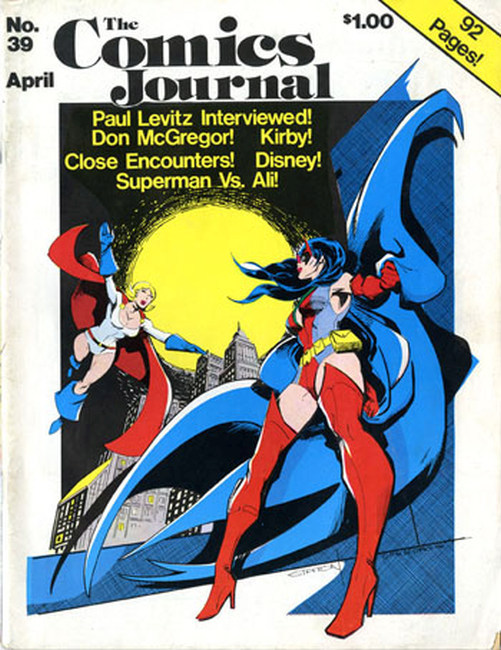 No.
39
April
The
Comics
Journal
$1.00
92
Pages!
Paul Levitz Interviewed!
Don McGregor! Kirby!
Close Encounters! Disney!
Superman Vs. Ali!